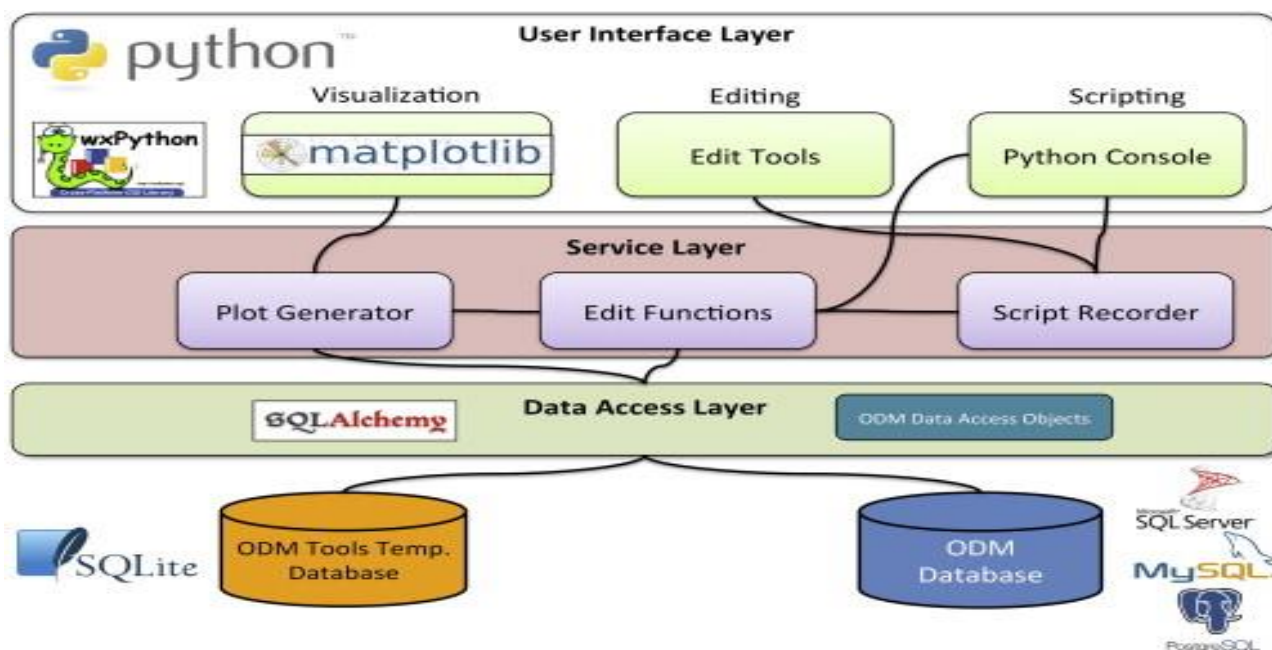 User Interface Layer
python™
Visualization
Editing
Scripting
wxPython
matplotlib
Edit Tools
Python Console
Service Layer
Plot Generator
Edit Functions
Script Recorder
Data Access Layer
SQLAlchemy
ODM Data Access Objects
SQLite
ODM Tools Temp.
Database
ODM
Database
Microsoft
SQL Server
MySQL
PostgreSQL